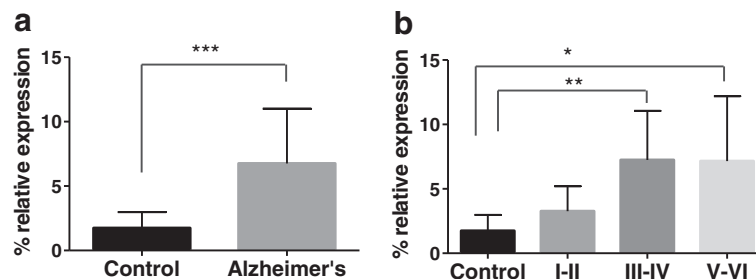 a
% relative expression
15
10
5
0
***
Control Alzheimer's
b
% relative expression
15
10
5
0
*
**
Control I-II III-IV V-VI